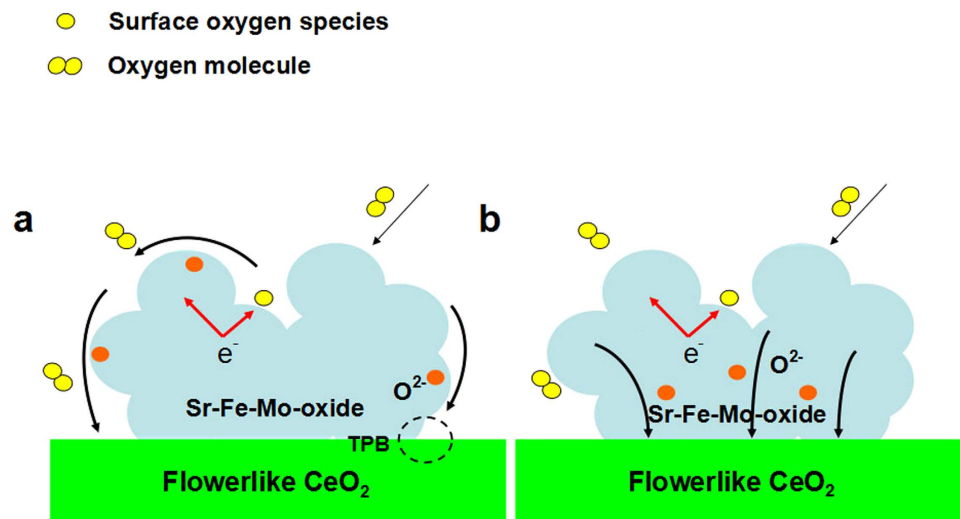 Surface oxygen species
Oxygen molecule
a
e⁻
O²⁻
Sr-Fe-Mo-oxide
TPB
Flowerlike CeO₂
b
e⁻
O²⁻
Sr-Fe-Mo-oxide
Flowerlike CeO₂